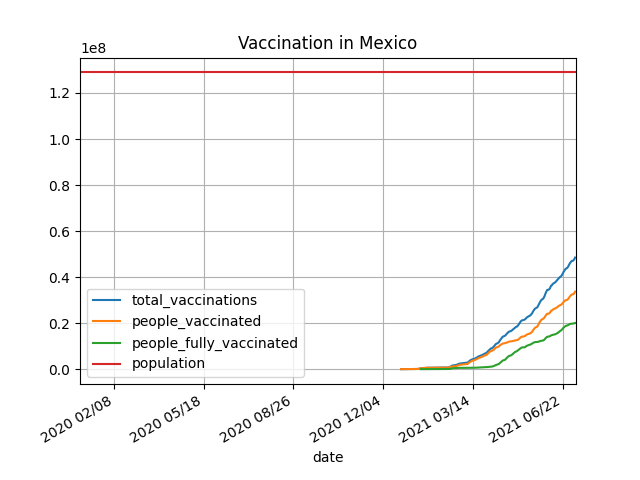 Vaccination in Mexico
1e8
1.2
1.0
0.8
0.6
0.4
0.2
0.0
total_vaccinations
people_vaccinated
people_fully_vaccinated
population
2020 02/08
2020 05/18
2020 08/26
2020 12/04
2021 03/14
2021 06/22
date